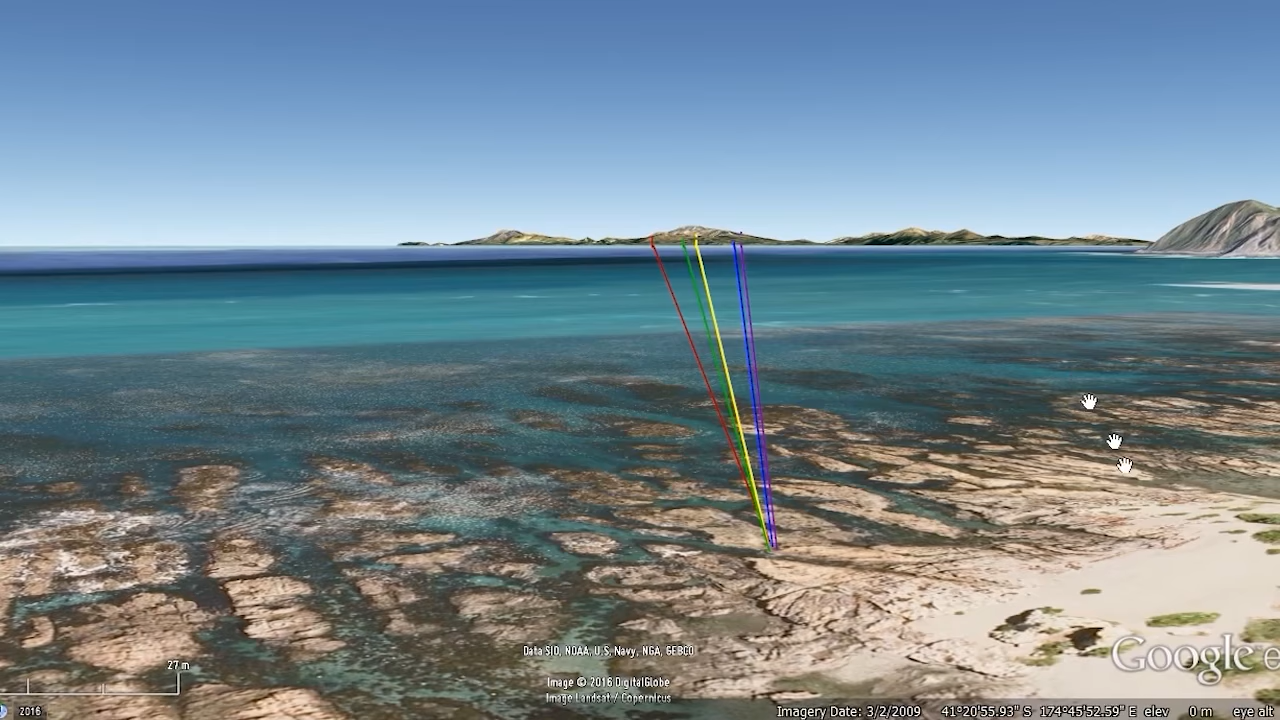 27 m
Data SIO, NOAA, U.S. Navy, NGA, GEBCO
Google e
Image © 2016 DigitalGlobe
Image Landsat / Copernicus
2016
Imagery Date: 3/2/2009 41°20'55.93" S 174°45'52.59" E elev 0 m eye alt